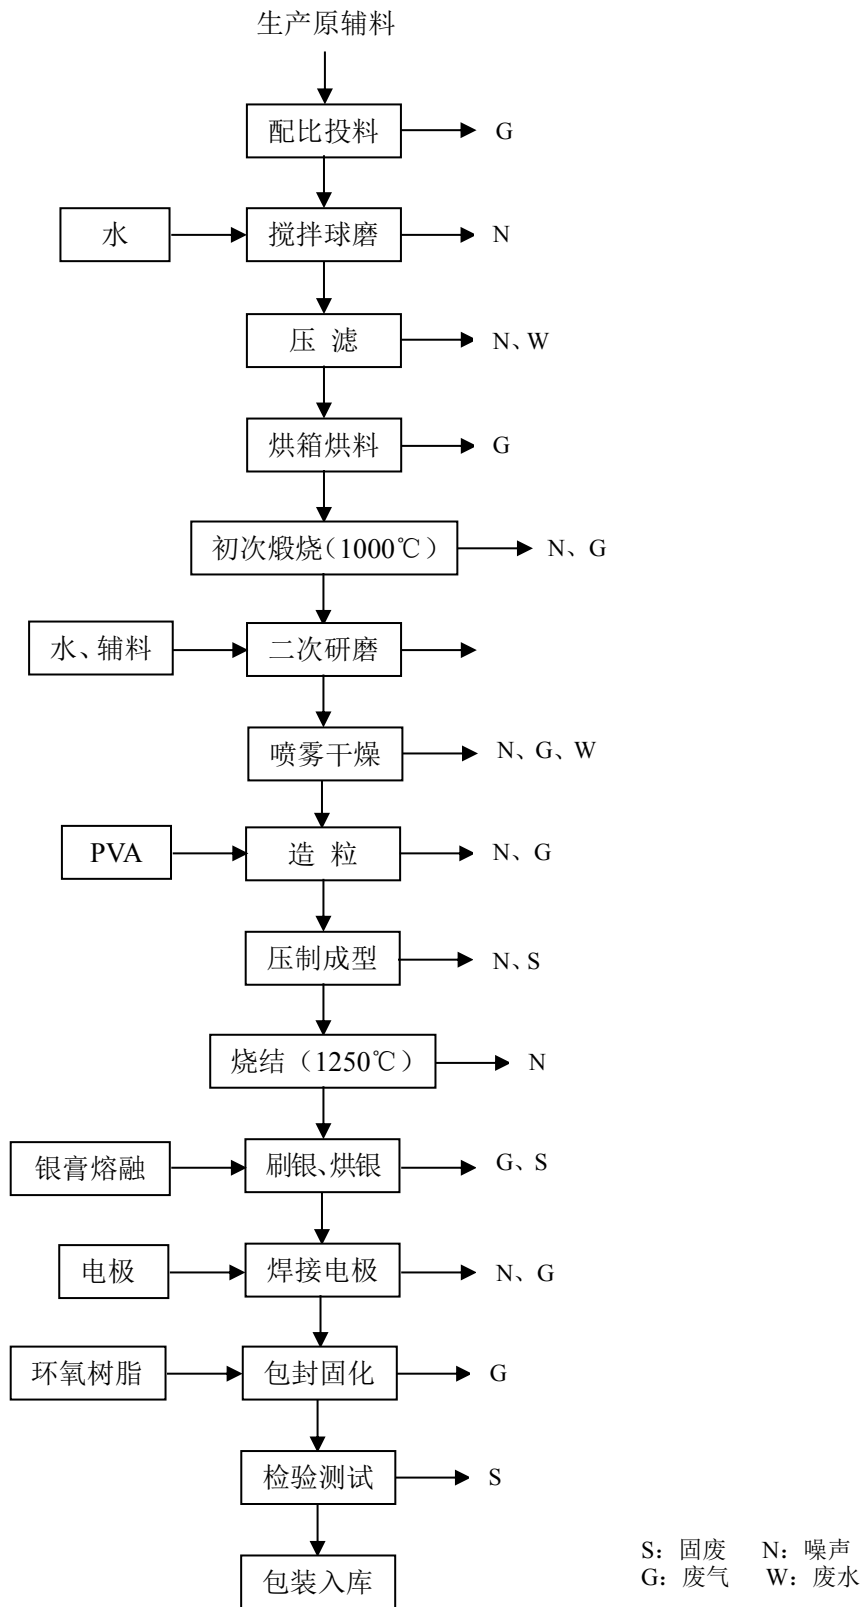 生产原辅料
配比投料
G
水
搅拌球磨
N
压 滤
N、W
烘箱烘料
G
初次煅烧（1000℃）
N、G
水、辅料
二次研磨
喷雾干燥
N、G、W
PVA
造 粒
N、G
压制成型
N、S
烧结（1250℃）
N
银膏熔融
刷银、烘银
G、S
电极
焊接电极
N、G
环氧树脂
包封固化
G
检验测试
S
包装入库
S：固废 N：噪声
G：废气 W：废水